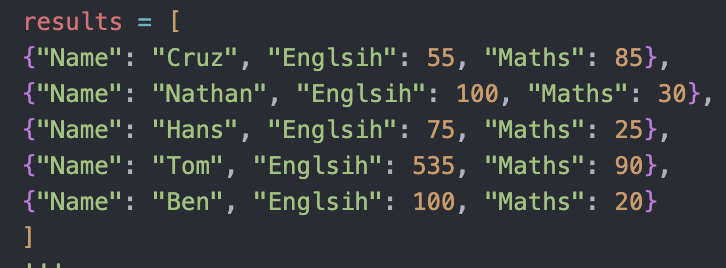 results = [
{"Name": "Cruz", "Englsih": 55, "Maths": 85},
{"Name": "Nathan", "Englsih": 100, "Maths": 30},
{"Name": "Hans", "Englsih": 75, "Maths": 25},
{"Name": "Tom", "Englsih": 535, "Maths": 90},
{"Name": "Ben", "Englsih": 100, "Maths": 20}
]
'''